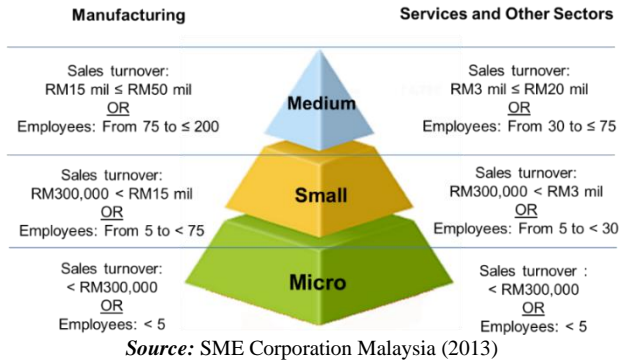 Manufacturing
Services and Other Sectors
Sales turnover:
RM15 mil ≤ RM50 mil
OR
Employees: From 75 to ≤ 200
Medium
Sales turnover:
RM3 mil ≤ RM20 mil
OR
Employees: From 30 to ≤ 75
Sales turnover:
RM300,000 < RM15 mil
OR
Employees: From 5 to < 75
Small
Sales turnover:
RM300,000 < RM3 mil
OR
Employees: From 5 to < 30
Sales turnover:
< RM300,000
OR
Employees: < 5
Micro
Sales turnover :
< RM300,000
OR
Employees: < 5
Source: SME Corporation Malaysia (2013)